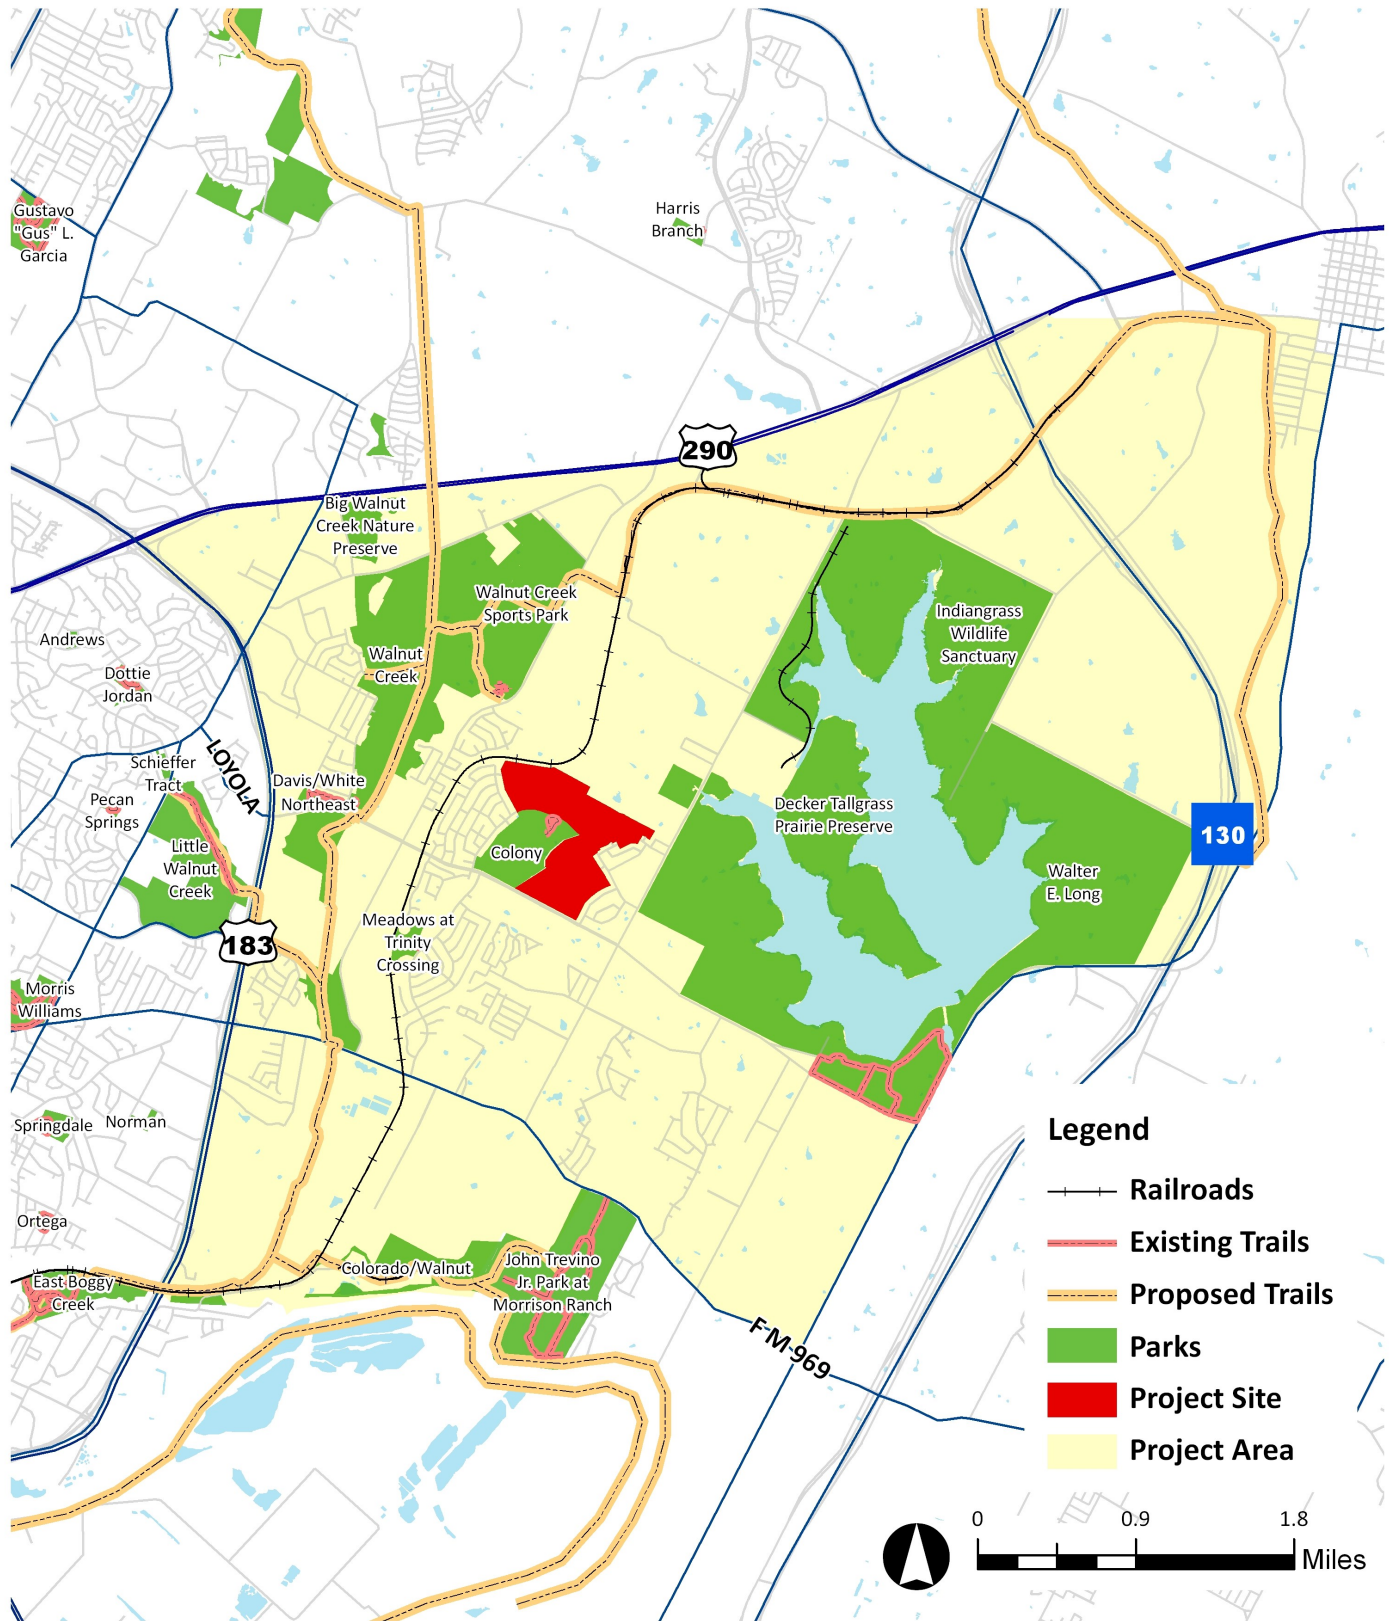 Gustavo
"Gus" L.
Garcia
Harris
Branch
290
Big Walnut
Creek Nature
Preserve
Walnut Creek
Sports Park
Indiangrass
Wildlife
Sanctuary
Andrews
Walnut
Creek
Dottie
Jordan
LOYOLA
Schieffer
Tract
Davis/White
Northeast
Pecan
Springs
Decker Tallgrass
Prairie Preserve
130
Little
Walnut
Creek
Colony
Walter
E. Long
183
Meadows at
Trinity
Crossing
Morris
Williams
Springdale
Norman
Ortega
East Boggy
Creek
Colorado/Walnut
John Trevino
Jr. Park at
Morrison Ranch
FM 969
Legend
Railroads
Existing Trails
Proposed Trails
Parks
Project Site
Project Area
0 0.9 1.8
Miles